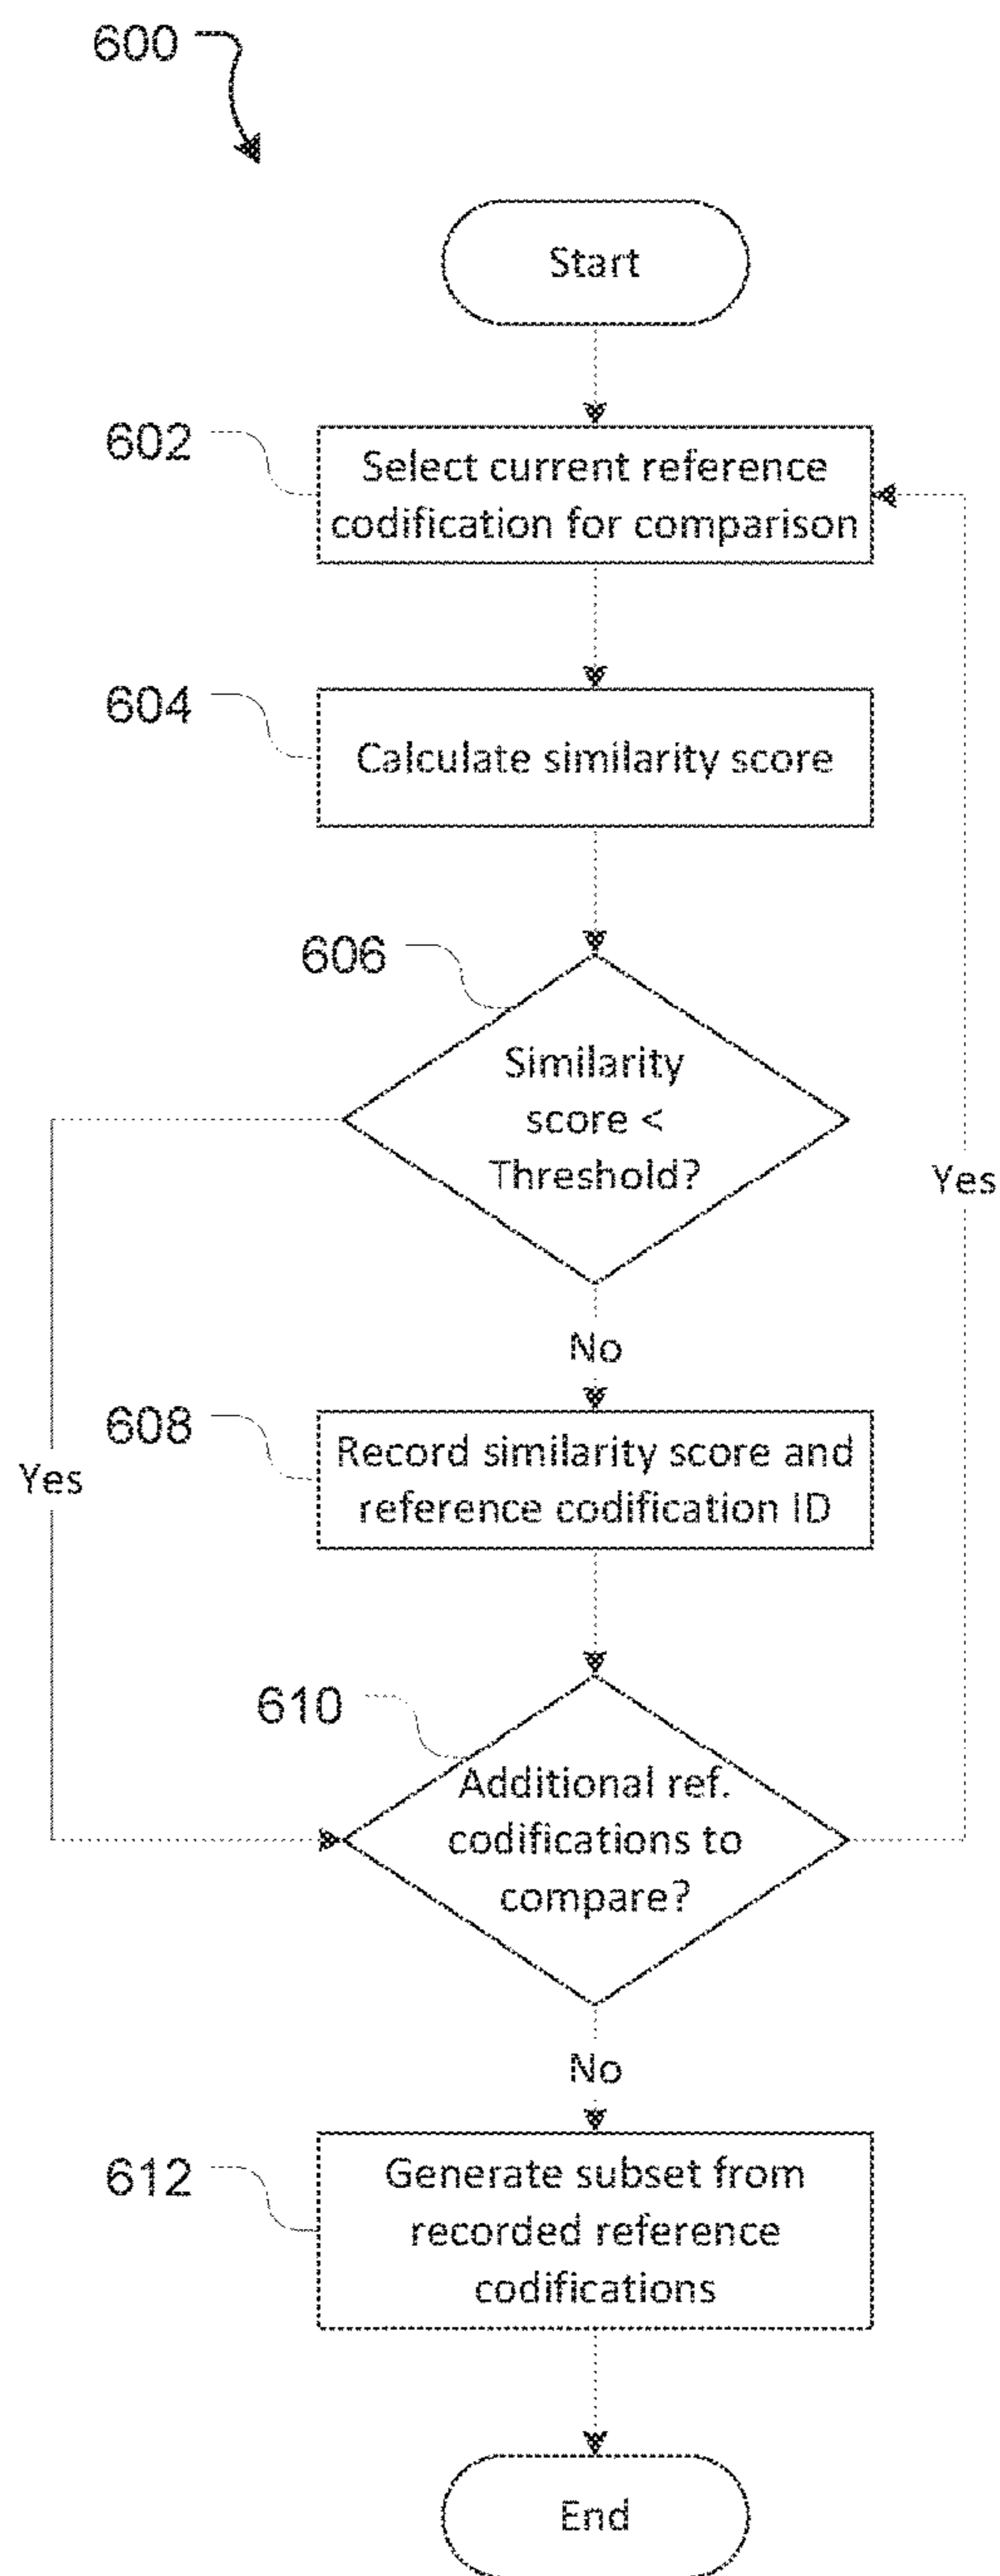 600
Start
602
Select current reference
codification for comparison
604
Calculate similarity score
606
Similarity
score <
Threshold?
Yes
No
608
Record similarity score and
reference codification ID
Yes
610
Additional ref.
codifications to
compare?
No
612
Generate subset from
recorded reference
codifications
End